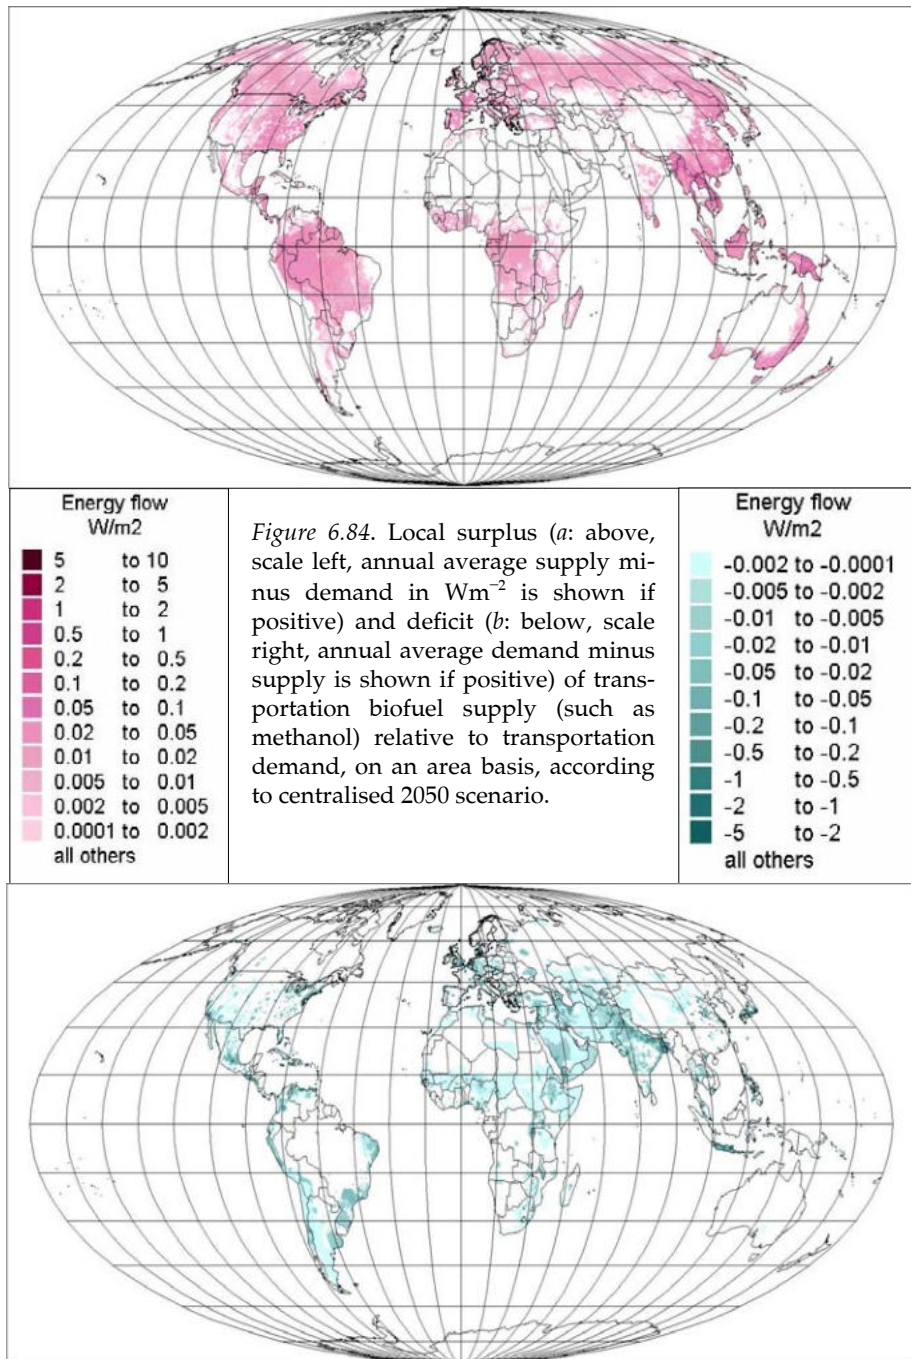 Energy flow
W/m2
5 to 10
2 to 5
1 to 2
0.5 to 1
0.2 to 0.5
0.1 to 0.2
0.05 to 0.1
0.02 to 0.05
0.01 to 0.02
0.005 to 0.01
0.002 to 0.005
0.0001 to 0.002
all others
Figure 6.84. Local surplus (a: above,
scale left, annual average supply mi-
nus demand in Wm⁻² is shown if
positive) and deficit (b: below, scale
right, annual average demand minus
supply is shown if positive) of trans-
portation biofuel supply (such as
methanol) relative to transportation
demand, on an area basis, according
to centralised 2050 scenario.
Energy flow
W/m2
-0.002 to -0.0001
-0.005 to -0.002
-0.01 to -0.005
-0.02 to -0.01
-0.05 to -0.02
-0.1 to -0.05
-0.2 to -0.1
-0.5 to -0.2
-1 to -0.5
-2 to -1
-5 to -2
all others